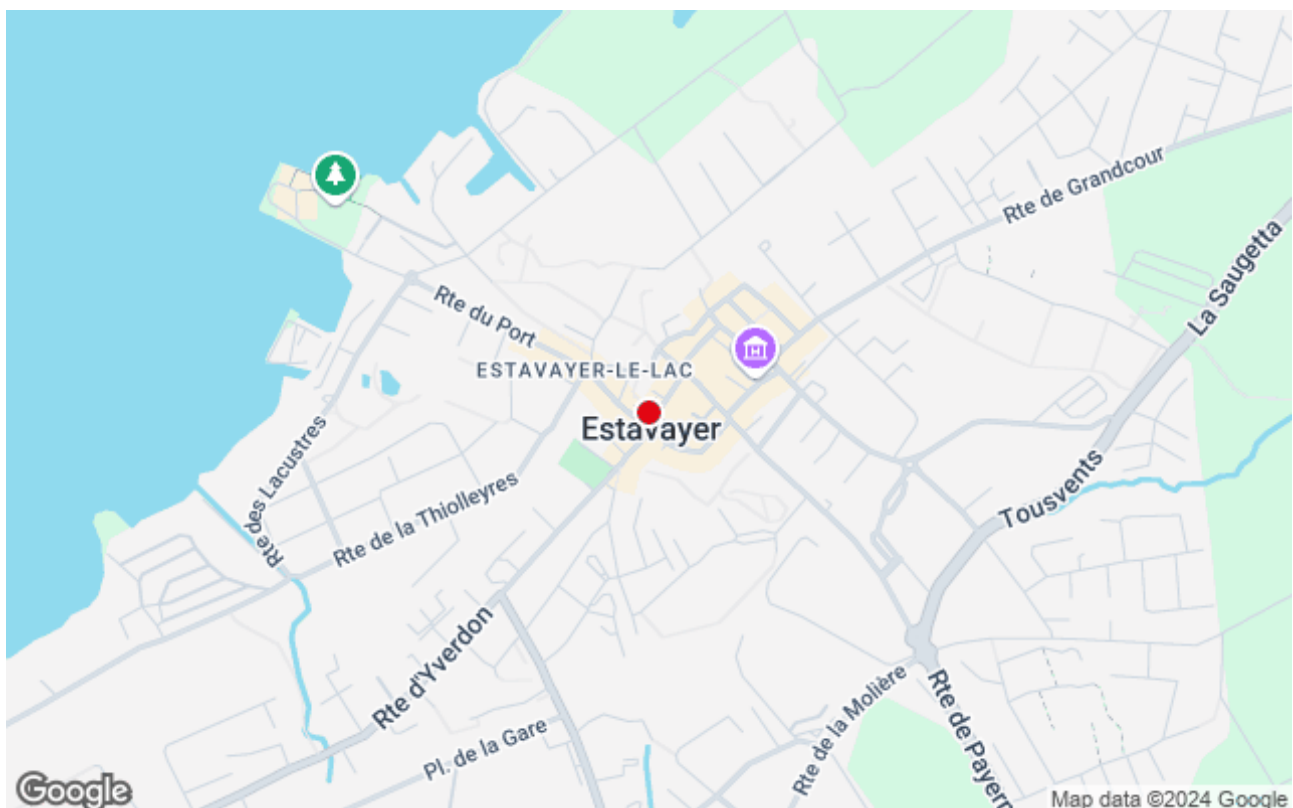 Rte de Grandcour
La Saugetta
Rte du Port
ESTAVAYER-LE-LAC
Estavayer
Rte des Lacustres
Rte de la Thiolleyres
Tousvents
Rte d'Yverdon
Pl. de la Gare
Rte de la Molière
Rte de Payern
Google
Map data ©2024 Google